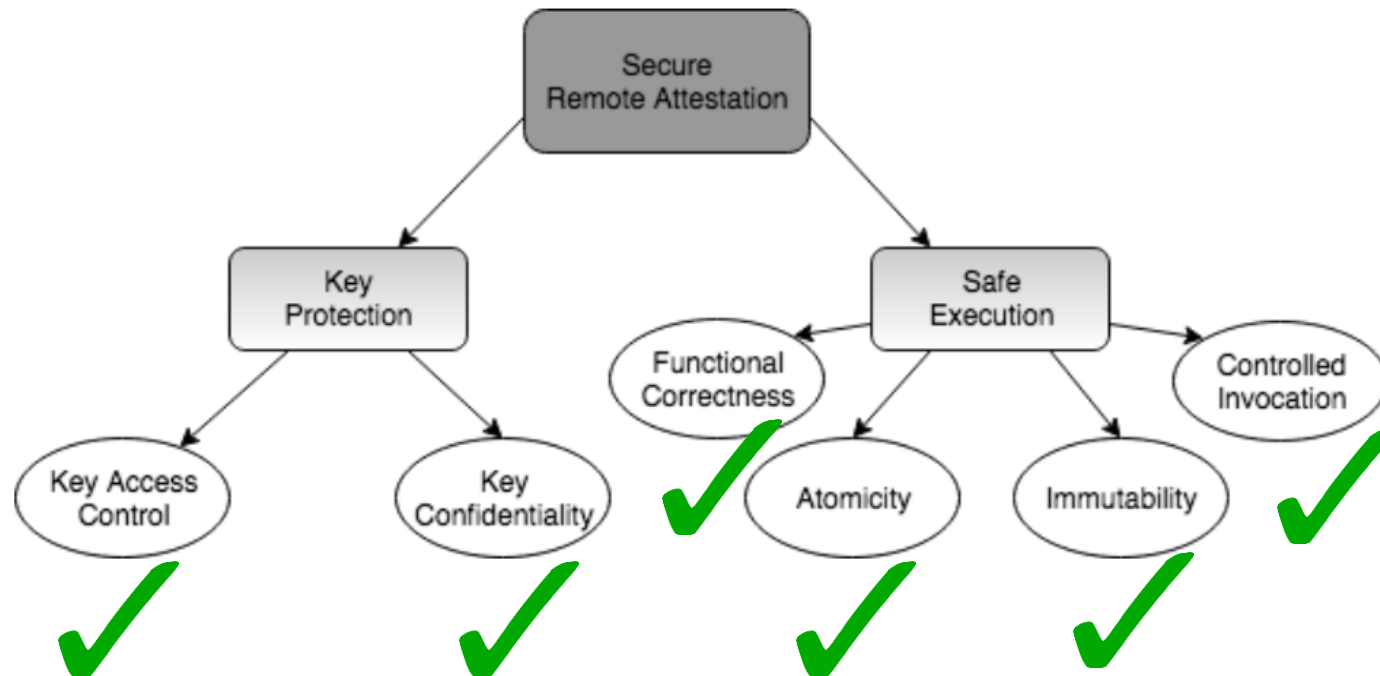 Secure
Remote Attestation
Key
Protection
Safe
Execution
Functional
Correctness
Controlled
Invocation
Key Access
Control
Key
Confidentiality
Atomicity
Immutability